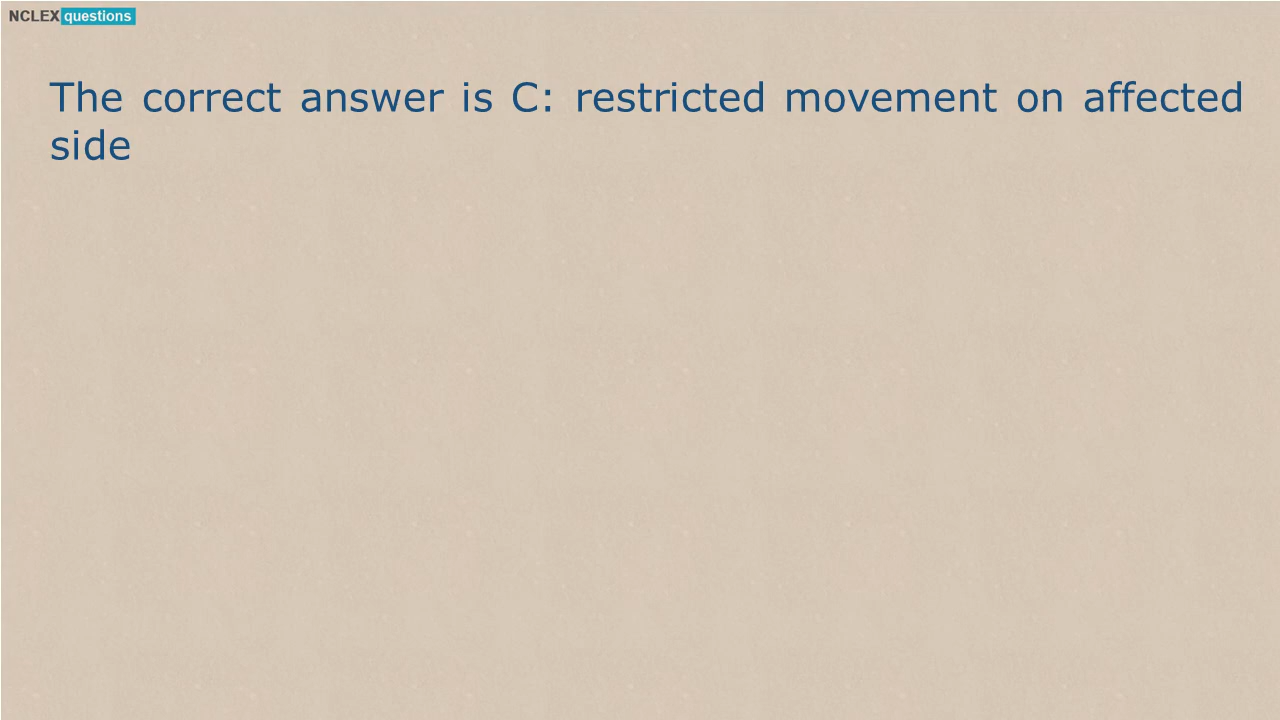 NCLEX questions
The correct answer is C: restricted movement on affected
side